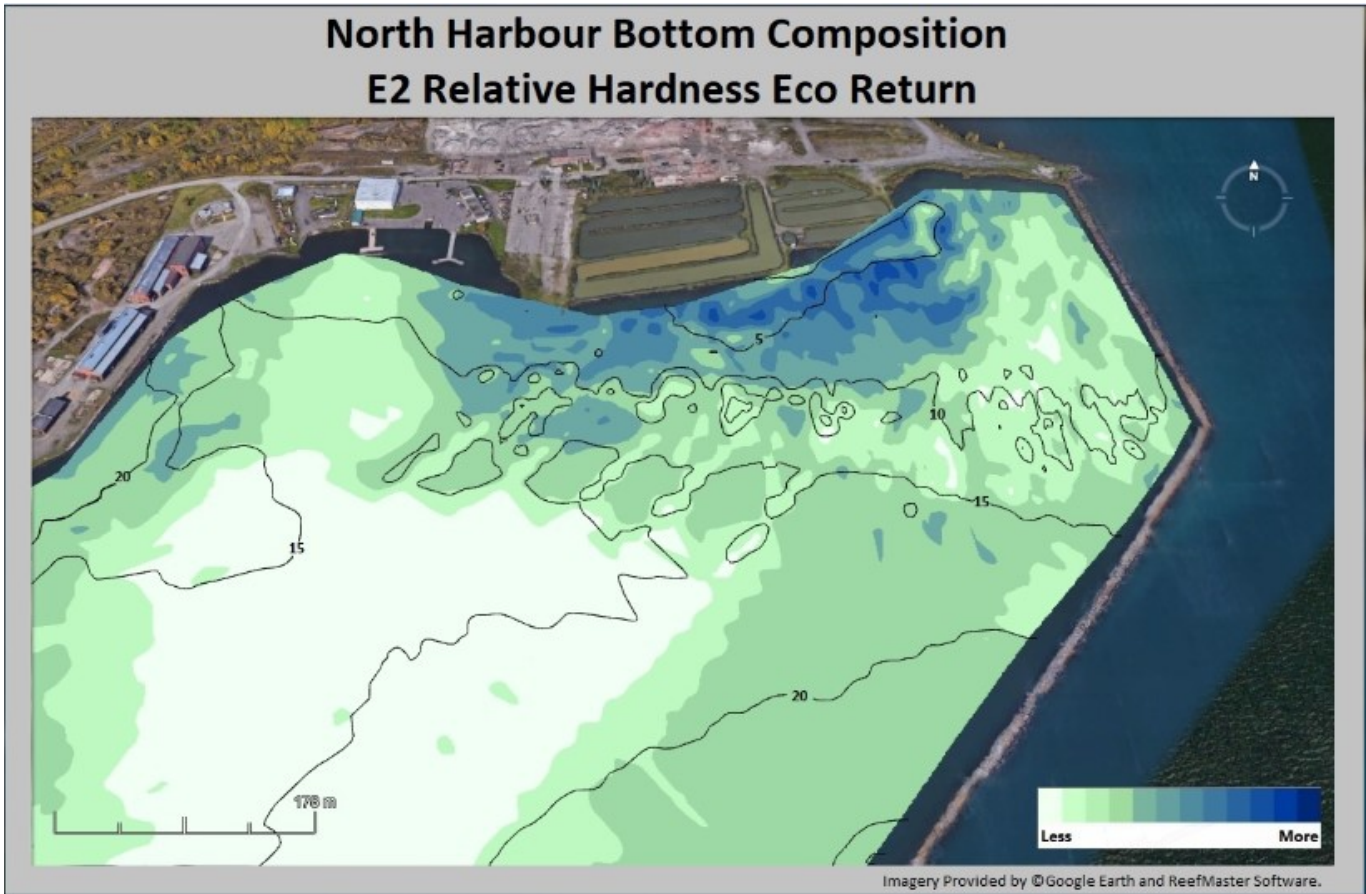 North Harbour Bottom Composition
E2 Relative Hardness Eco Return
N
5
10
20
15
15
20
178 m
Less More
Imagery Provided by ©Google Earth and ReefMaster Software.